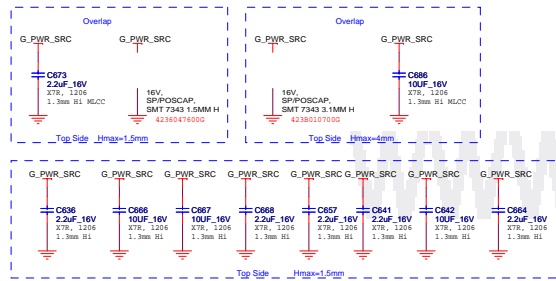 Overlap
G_PWR_SRC
G_PWR_SRC
C673
2.2uF_16V
X7R, 1206
1.3mm Hi MLCC
16V,
SP/POSCAP,
SMT 7343 1.5MM H
4236047600G
Top Side Hmax=1.5mm
Overlap
G_PWR_SRC
G_PWR_SRC
16V,
SP/POSCAP,
SMT 7343 3.1MM H
423B010700G
C686
10UF_16V
X7R, 1206
1.3mm Hi MLCC
Top Side Hmax=4mm
G_PWR_SRC
G_PWR_SRC
G_PWR_SRC
G_PWR_SRC
G_PWR_SRC
G_PWR_SRC
G_PWR_SRC
G_PWR_SRC
C636
2.2uF_16V
X7R, 1206
1.3mm Hi
C666
10UF_16V
X7R, 1206
1.3mm Hi
C667
10UF_16V
X7R, 1206
1.3mm Hi
C668
2.2uF_16V
X7R, 1206
1.3mm Hi
C657
2.2uF_16V
X7R, 1206
1.3mm Hi
C641
2.2uF_16V
X7R, 1206
1.3mm Hi
C642
10UF_16V
X7R, 1206
1.3mm Hi
C664
2.2uF_16V
X7R, 1206
1.3mm Hi
Top Side Hmax=1.5mm